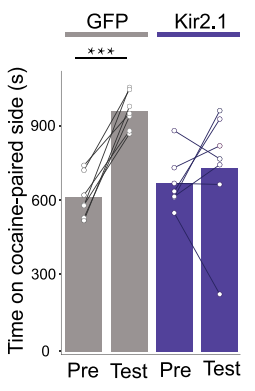 GFP Kir2.1
***
Time on cocaine-paired side (s)
900
600
300
0
Pre Test Pre Test